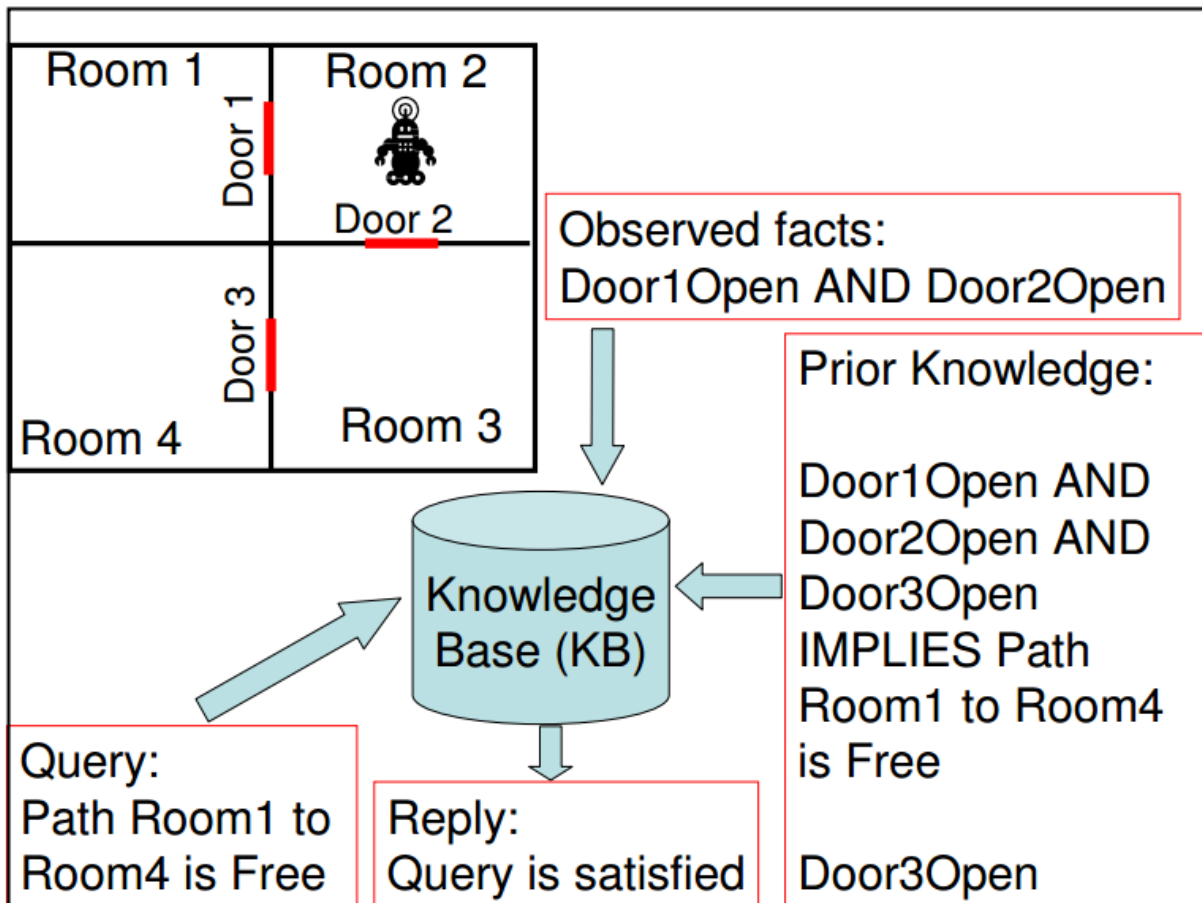 Room 1
Room 2
Door 1
Door 2
Door 3
Room 4
Room 3
Observed facts:
Door1Open AND Door2Open
Prior Knowledge:
Door1Open AND
Door2Open AND
Door3Open
IMPLIES Path
Room1 to Room4
is Free
Door3Open
Knowledge
Base (KB)
Query:
Path Room1 to
Room4 is Free
Reply:
Query is satisfied